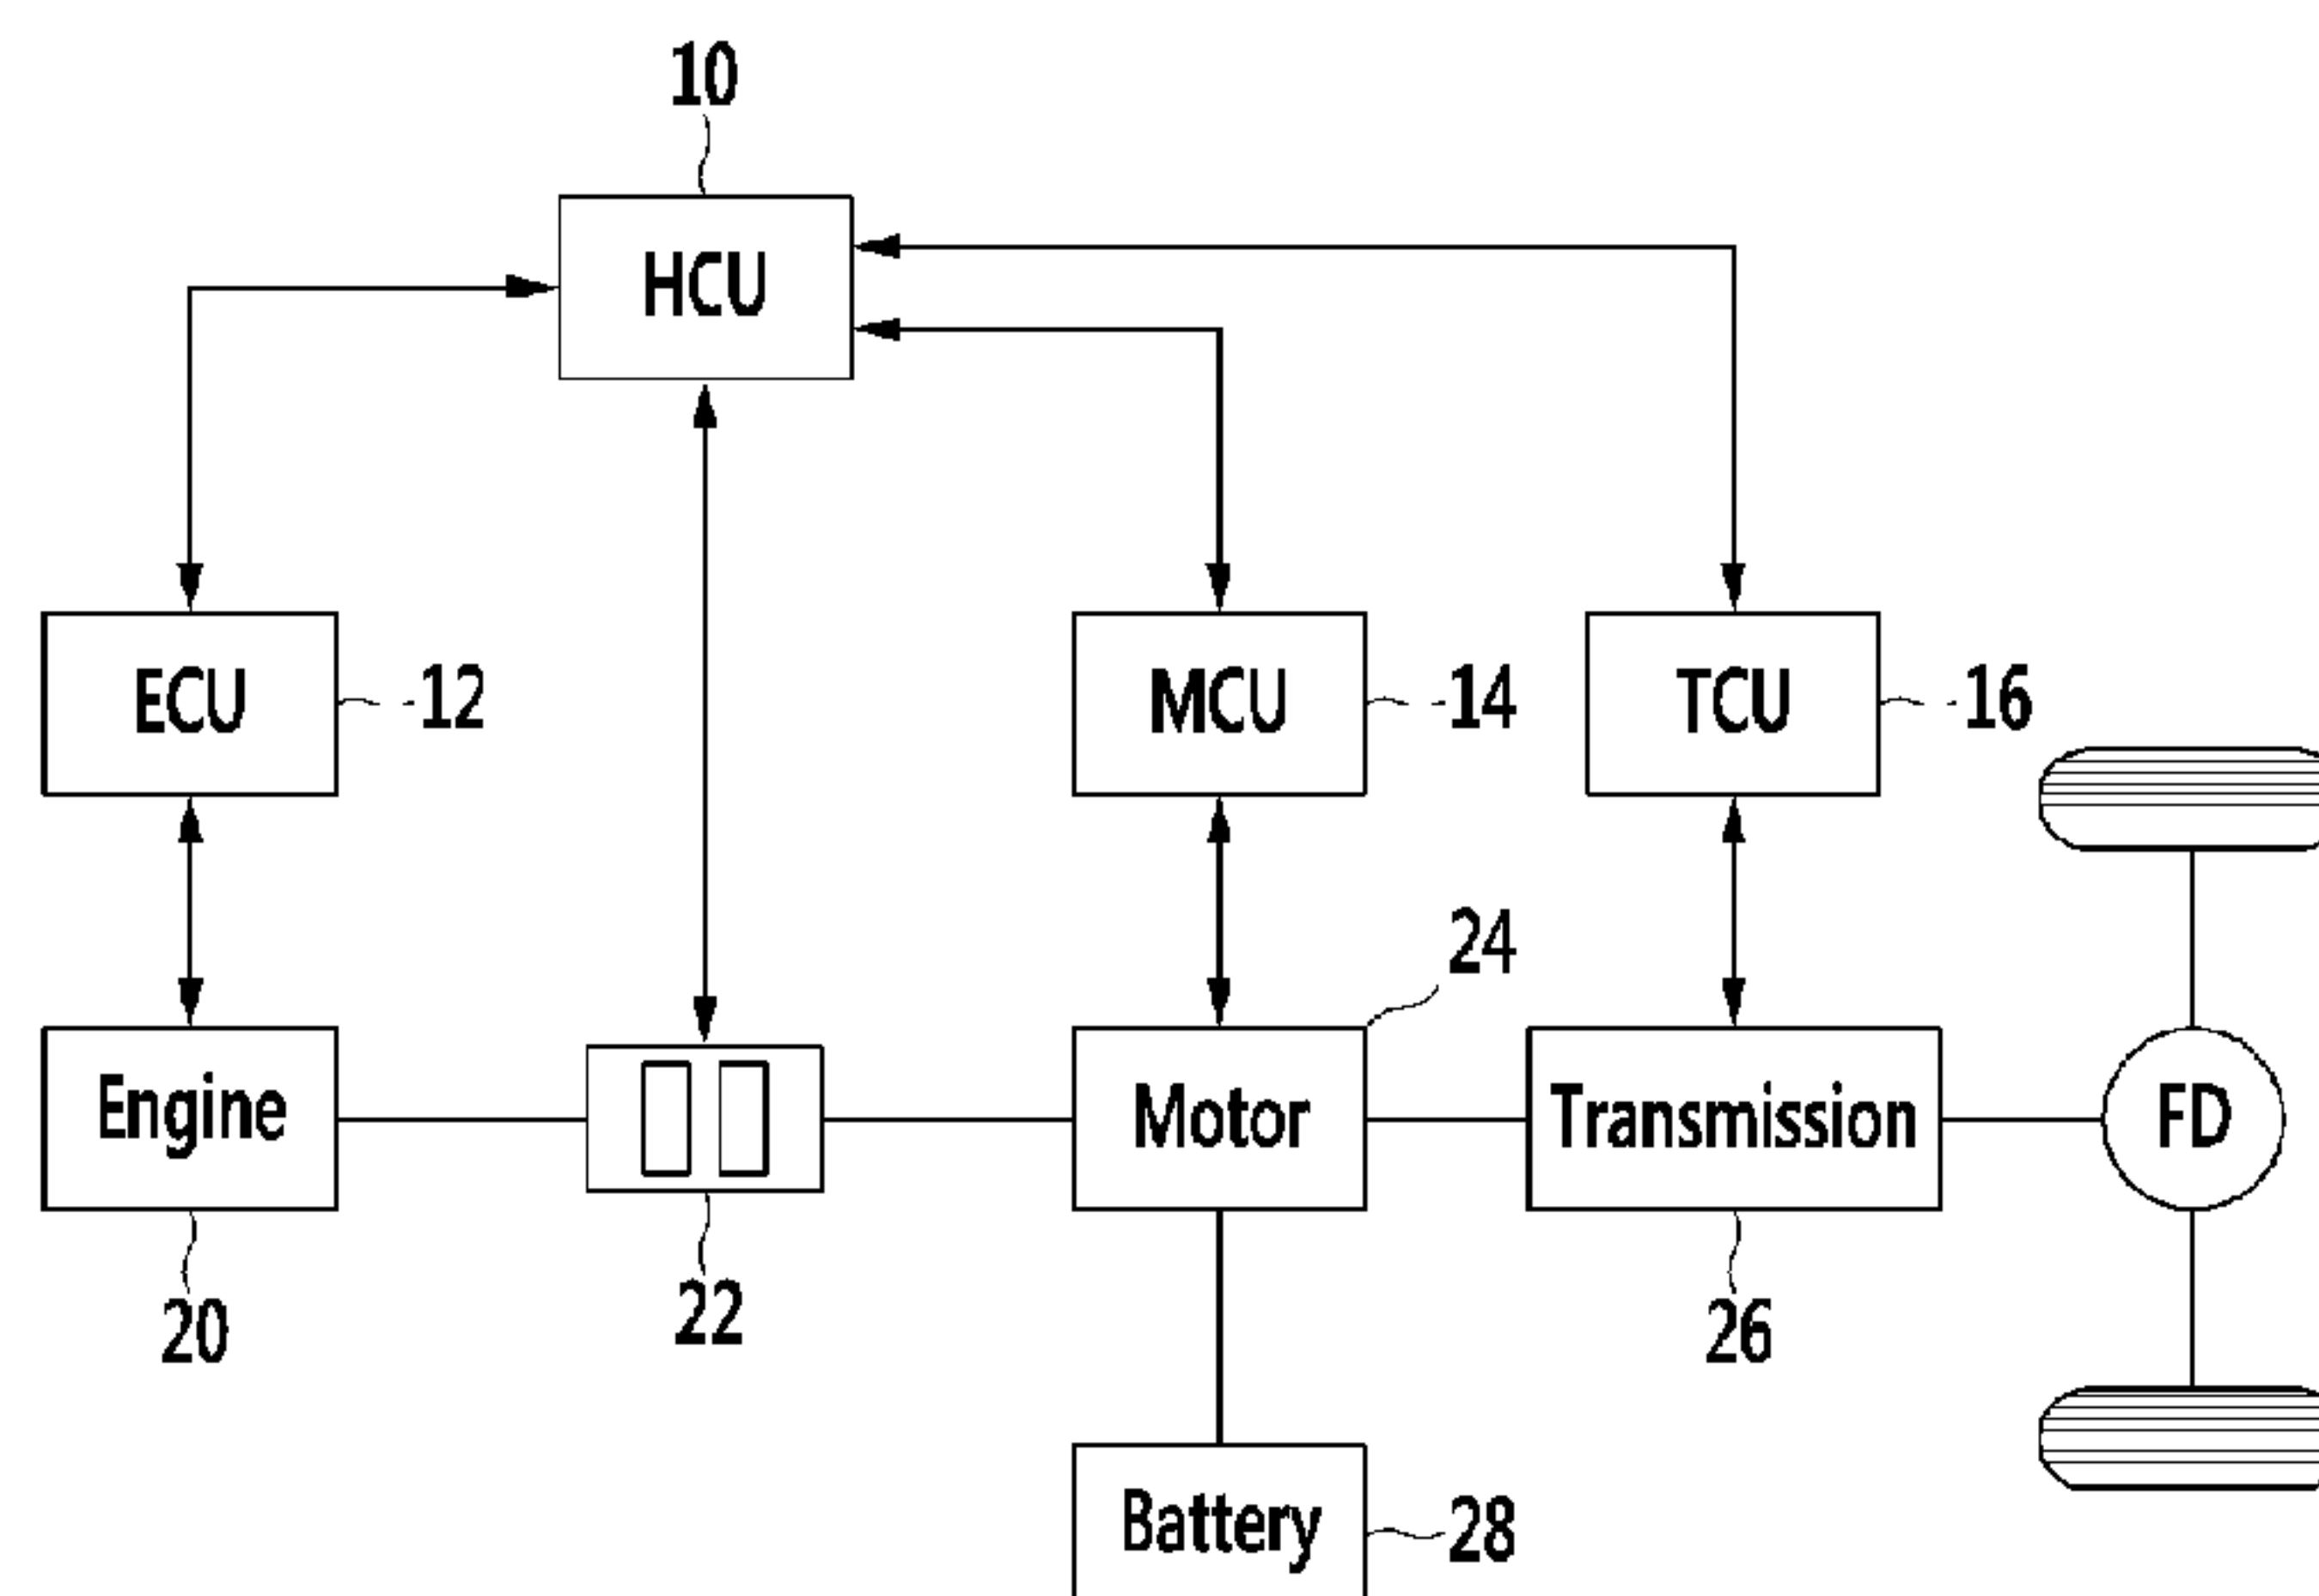 10
HCU
ECU
12
MCU
14
TCU
16
24
Engine
Motor
Transmission
FD
20
22
26
Battery
28